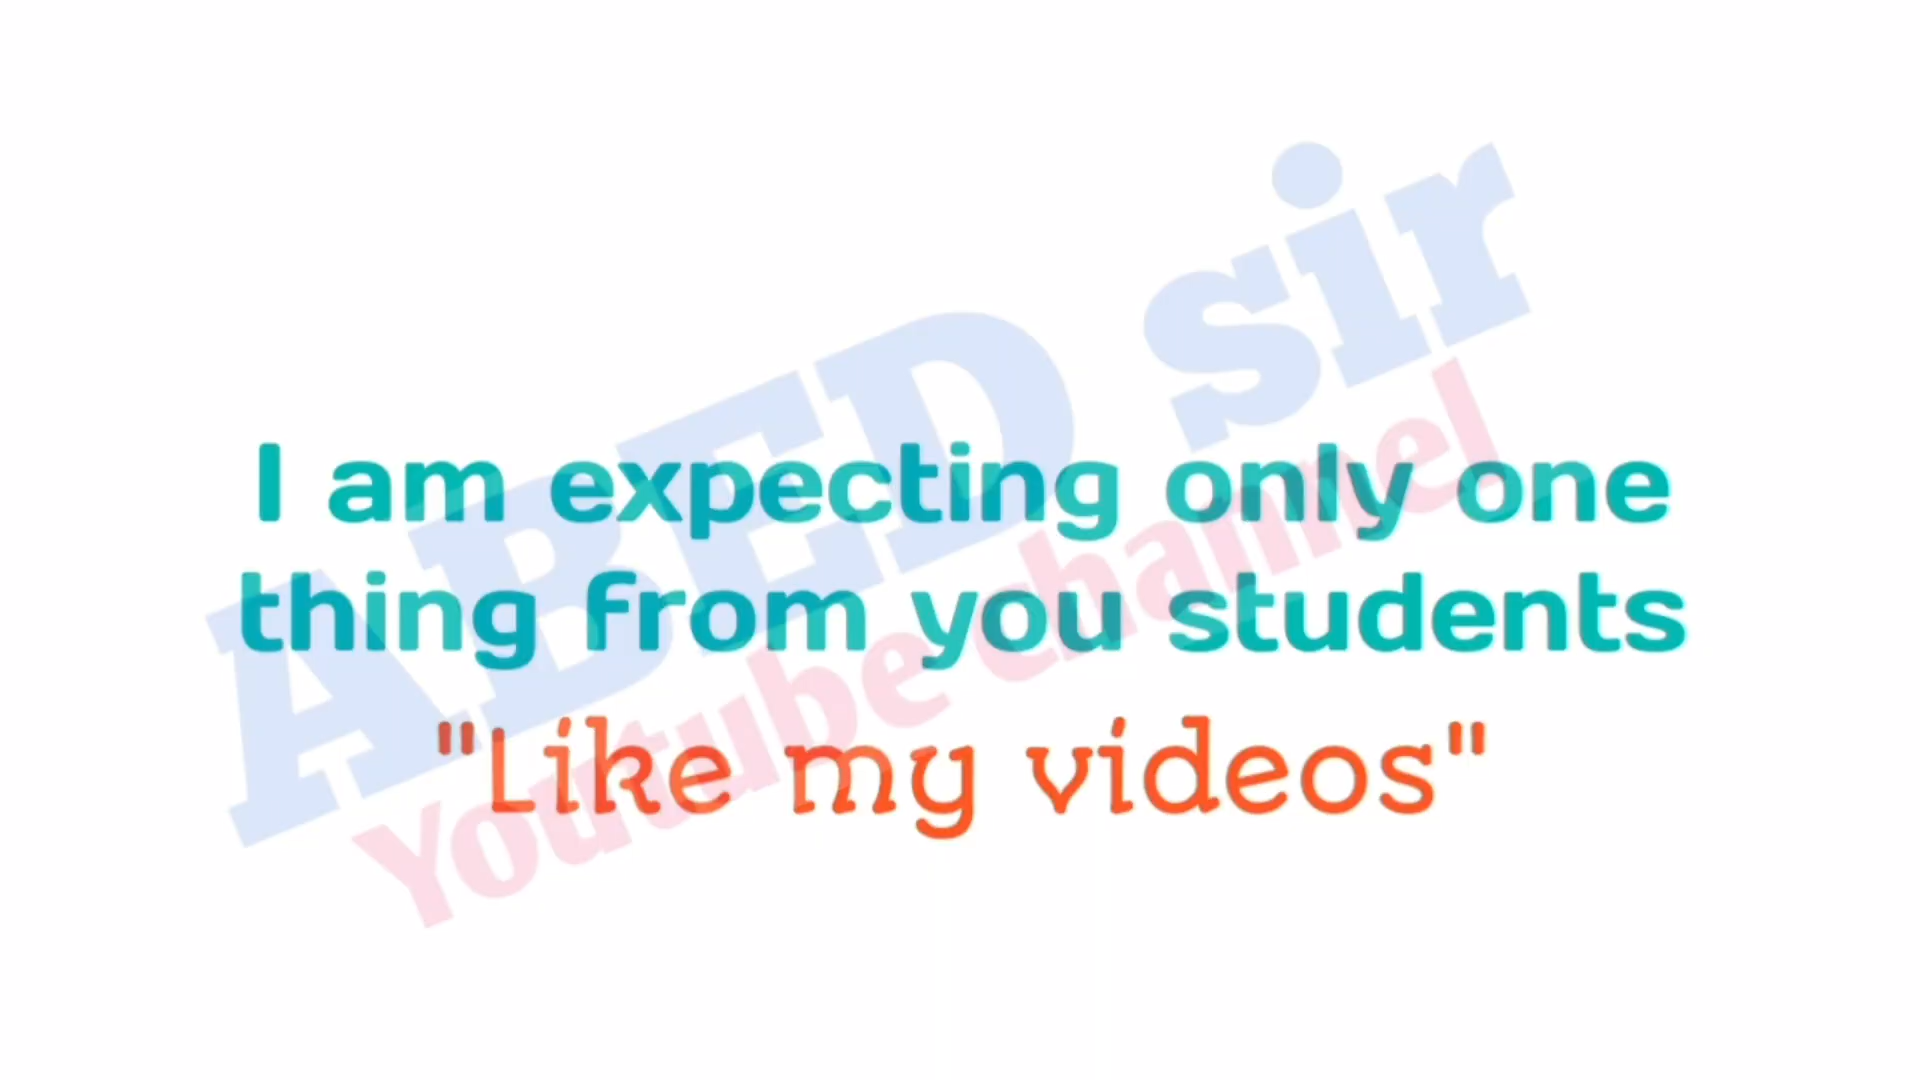 ABED sir
Youtube channel
I am expecting only one
thing from you students
"Like my videos"